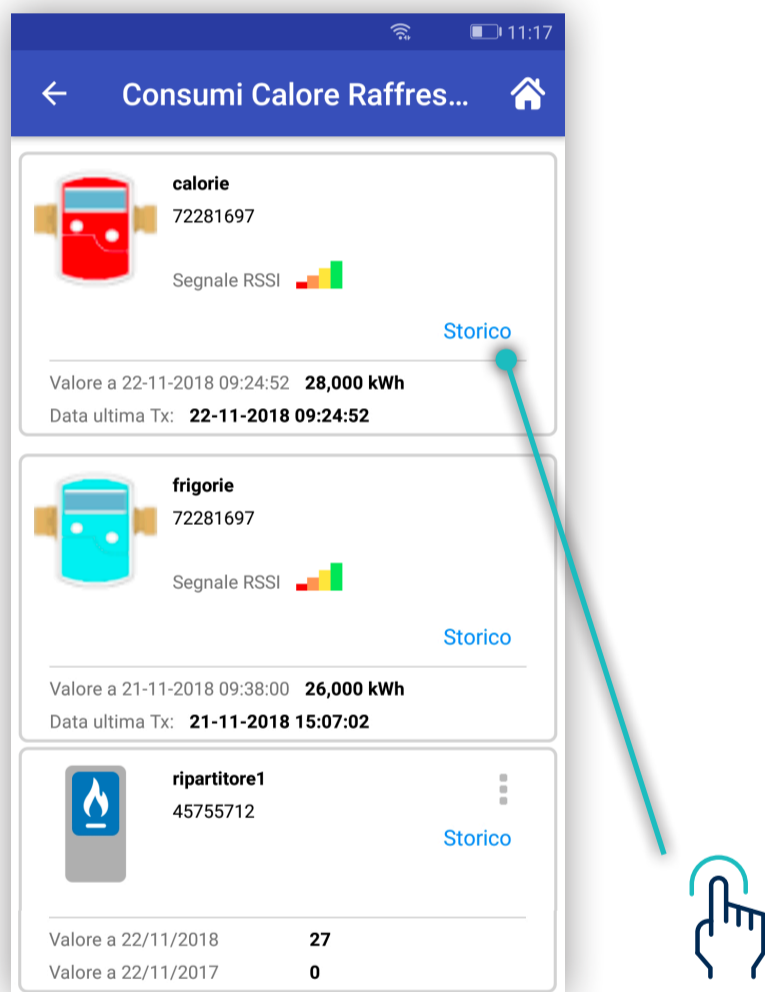 11:17
Consumi Calore Raffres...
calorie
72281697
Segnale RSSI
Storico
Valore a 22-11-2018 09:24:52 28,000 kWh
Data ultima Tx: 22-11-2018 09:24:52
frigorie
72281697
Segnale RSSI
Storico
Valore a 21-11-2018 09:38:00 26,000 kWh
Data ultima Tx: 21-11-2018 15:07:02
ripartitore1
45755712
Storico
Valore a 22/11/2018 27
Valore a 22/11/2017 0